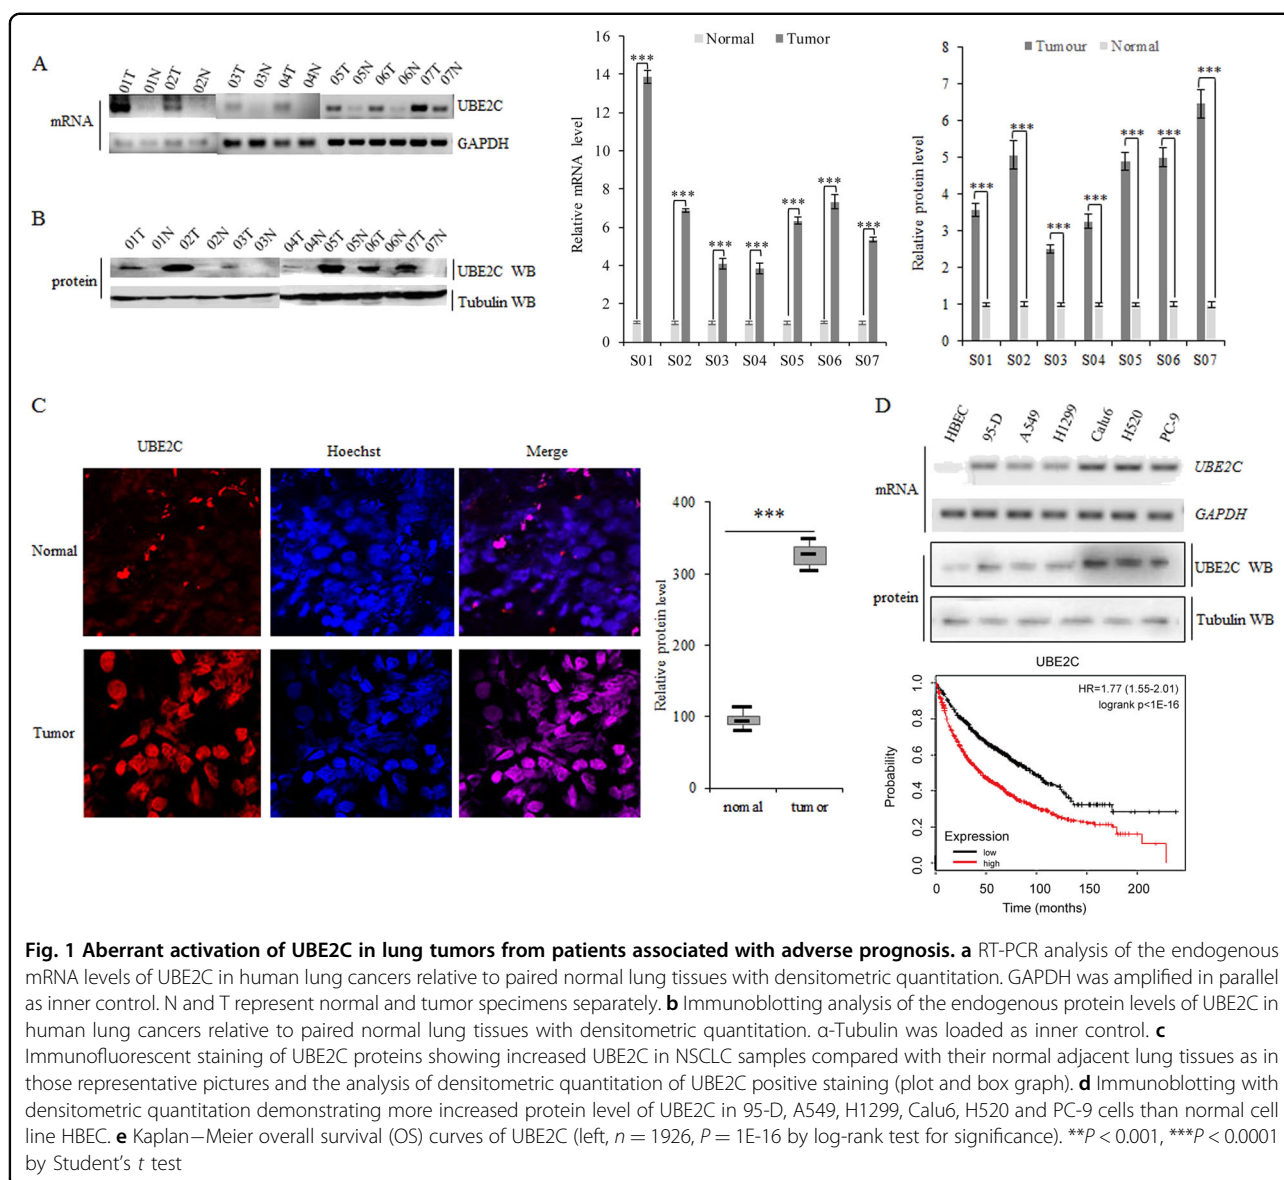 A
01T 01N 02T 02N 03T 03N 04T 04N 05T 05N 06T 06N 07T 07N
mRNA
UBE2C
GAPDH
B
01T 01N 02T 02N 03T 03N 04T 04N 05T 05N 06T 06N 07T 07N
protein
UBE2C WB
Tubulin WB
Normal Tumor
Relative mRNA level
16
14
12
10
8
6
4
2
0
*** *** *** *** *** *** ***
S01 S02 S03 S04 S05 S06 S07
Tumour Normal
Relative protein level
8
7
6
5
4
3
2
1
0
*** *** *** *** *** *** ***
S01 S02 S03 S04 S05 S06 S07
C
UBE2C Hoechst Merge
Normal
Tumor
Relative protein level
400
300
200
100
0
***
nomal tumor
D
HBEC 95-D A549 H1299 Calu6 H520 PC-9
mRNA
UBE2C
GAPDH
protein
UBE2C WB
Tubulin WB
UBE2C
HR=1.77 (1.55-2.01)
logrank p<1E-16
Probability
1.0
0.8
0.6
0.4
0.2
0.0
Expression
low
high
0 50 100 150 200
Time (months)
Fig. 1 Aberrant activation of UBE2C in lung tumors from patients associated with adverse prognosis. a RT-PCR analysis of the endogenous
mRNA levels of UBE2C in human lung cancers relative to paired normal lung tissues with densitometric quantitation. GAPDH was amplified in parallel
as inner control. N and T represent normal and tumor specimens separately. b Immunoblotting analysis of the endogenous protein levels of UBE2C in
human lung cancers relative to paired normal lung tissues with densitometric quantitation. α-Tubulin was loaded as inner control. c
Immunofluorescent staining of UBE2C proteins showing increased UBE2C in NSCLC samples compared with their normal adjacent lung tissues as in
those representative pictures and the analysis of densitometric quantitation of UBE2C positive staining (plot and box graph). d Immunoblotting with
densitometric quantitation demonstrating more increased protein level of UBE2C in 95-D, A549, H1299, Calu6, H520 and PC-9 cells than normal cell
line HBEC. e Kaplan−Meier overall survival (OS) curves of UBE2C (left, n = 1926, P = 1E-16 by log-rank test for significance). **P < 0.001, ***P < 0.0001
by Student's t test